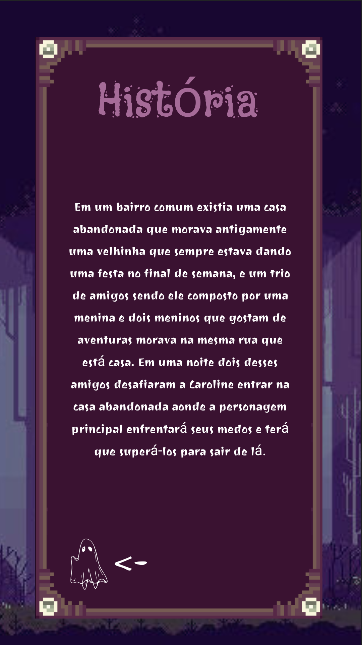 História
Em um bairro comum existia uma casa
abandonada que morava antigamente
uma velhinha que sempre estava dando
uma festa no final de semana, e um trio
de amigos sendo ele composto por uma
menina e dois meninos que gostam de
aventuras morava na mesma rua que
está casa. Em uma noite dois desses
amigos desafiaram a Caroline entrar na
casa abandonada aonde a personagem
principal enfrentará seus medos e terá
que superá-los para sair de lá.
<-